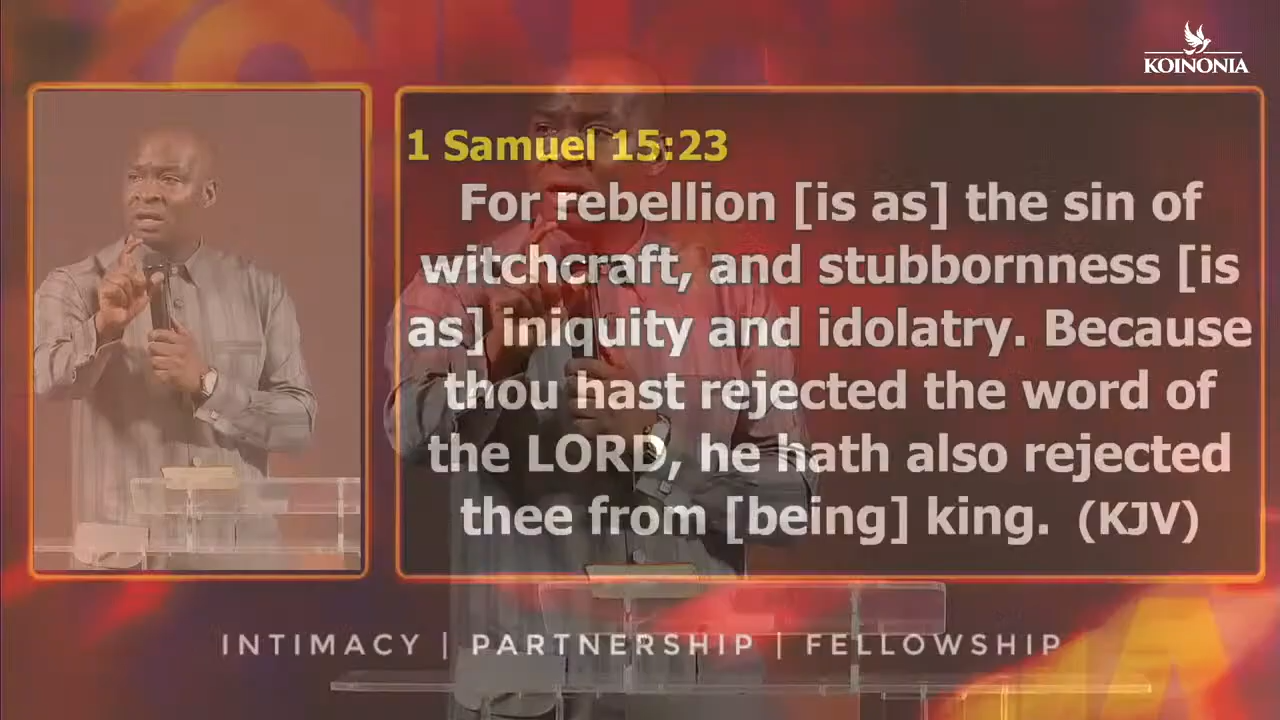 KOINONIA
1 Samuel 15:23
For rebellion [is as] the sin of
witchcraft, and stubbornness [is
as] iniquity and idolatry. Because
thou hast rejected the word of
the LORD, he hath also rejected
thee from [being] king. (KJV)
INTIMACY | PARTNERSHIP | FELLOWSHIP